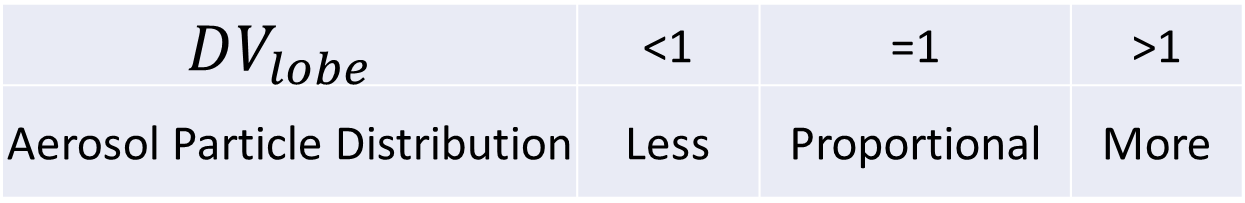 DV_lobe <1 =1 >1
Aerosol Particle Distribution Less Proportional More